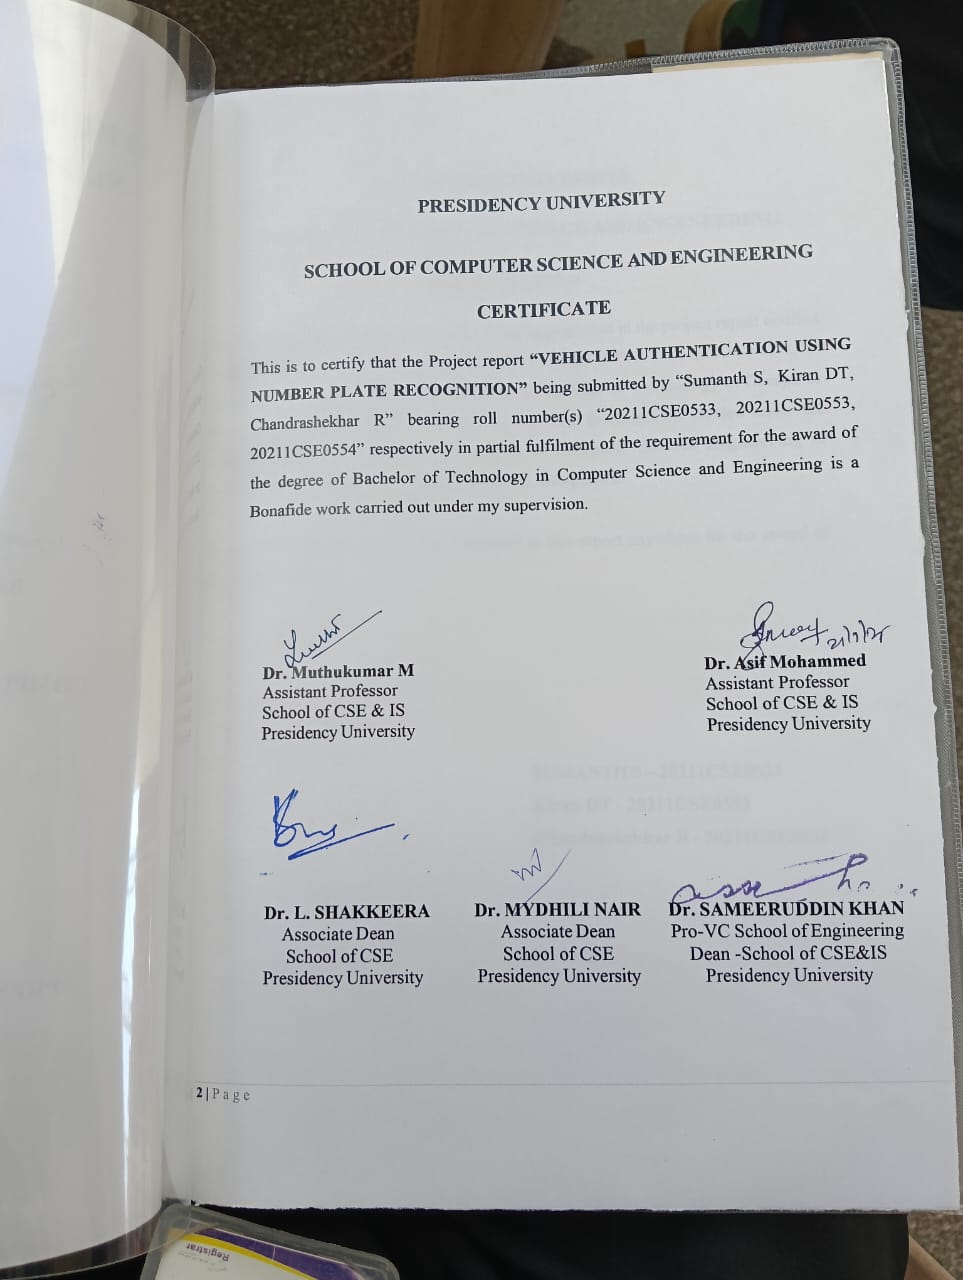 PRESIDENCY UNIVERSITY
SCHOOL OF COMPUTER SCIENCE AND ENGINEERING
CERTIFICATE
This is to certify that the Project report “VEHICLE AUTHENTICATION USING
NUMBER PLATE RECOGNITION” being submitted by “Sumanth S, Kiran DT,
Chandrashekhar R” bearing roll number(s) “20211CSE0533, 20211CSE0553,
20211CSE0554” respectively in partial fulfilment of the requirement for the award of
the degree of Bachelor of Technology in Computer Science and Engineering is a
Bonafide work carried out under my supervision.
Dr. Muthukumar M
Assistant Professor
School of CSE & IS
Presidency University
Dr. Asif Mohammed
Assistant Professor
School of CSE & IS
Presidency University
Dr. L. SHAKKEERA
Associate Dean
School of CSE
Presidency University
Dr. MYDHILI NAIR
Associate Dean
School of CSE
Presidency University
Dr. SAMEERUDDIN KHAN
Pro-VC School of Engineering
Dean -School of CSE&IS
Presidency University
2 | Page
Registrar